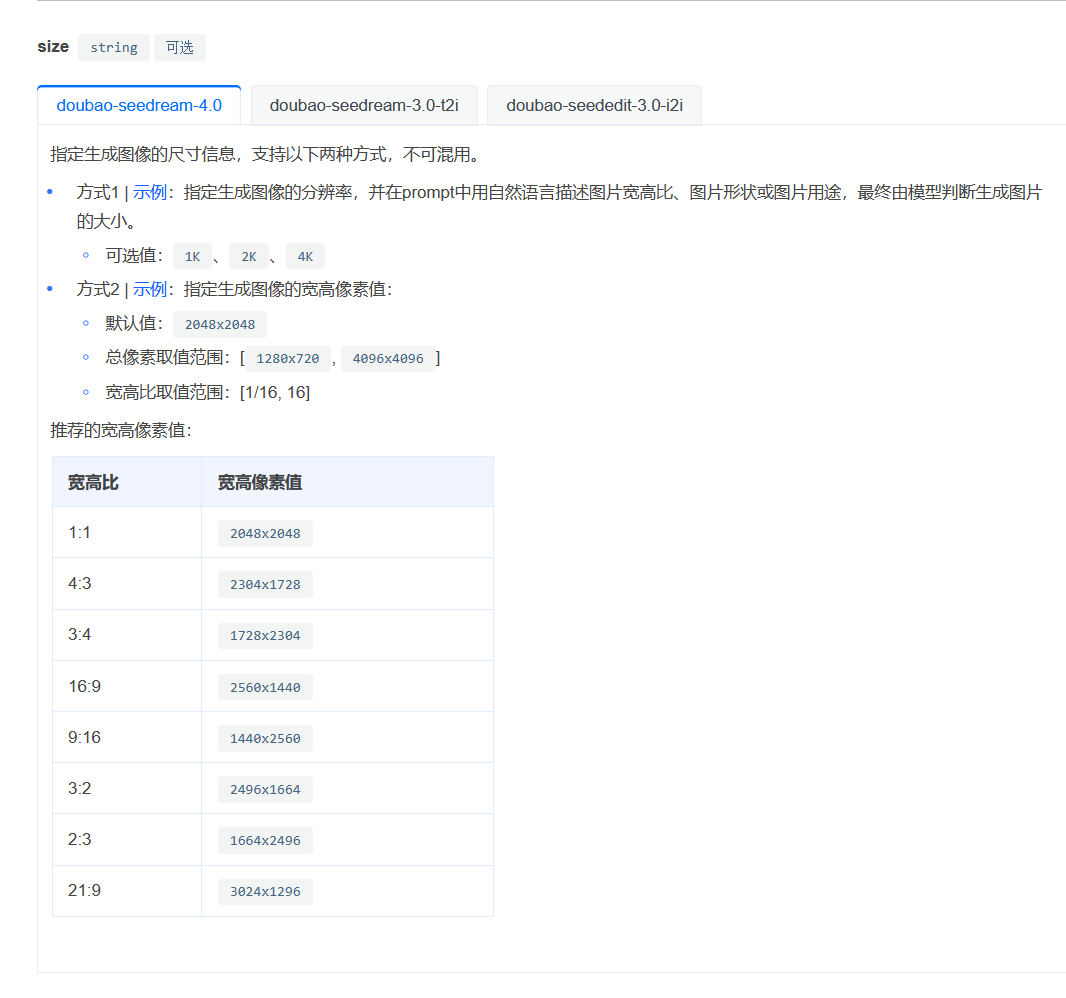 size string 可选
doubao-seedream-4.0 doubao-seedream-3.0-t2i doubao-seededit-3.0-i2i
指定生成图像的尺寸信息，支持以下两种方式，不可混用。
方式1 | 示例：指定生成图像的分辨率，并在prompt中用自然语言描述图片宽高比、图片形状或图片用途，最终由模型判断生成图片
的大小。
可选值：1K、2K、4K
方式2 | 示例：指定生成图像的宽高像素值：
默认值：2048x2048
总像素取值范围：[1280x720, 4096x4096]
宽高比取值范围：[1/16, 16]
推荐的宽高像素值：
宽高比 宽高像素值
1:1 2048x2048
4:3 2304x1728
3:4 1728x2304
16:9 2560x1440
9:16 1440x2560
3:2 2496x1664
2:3 1664x2496
21:9 3024x1296